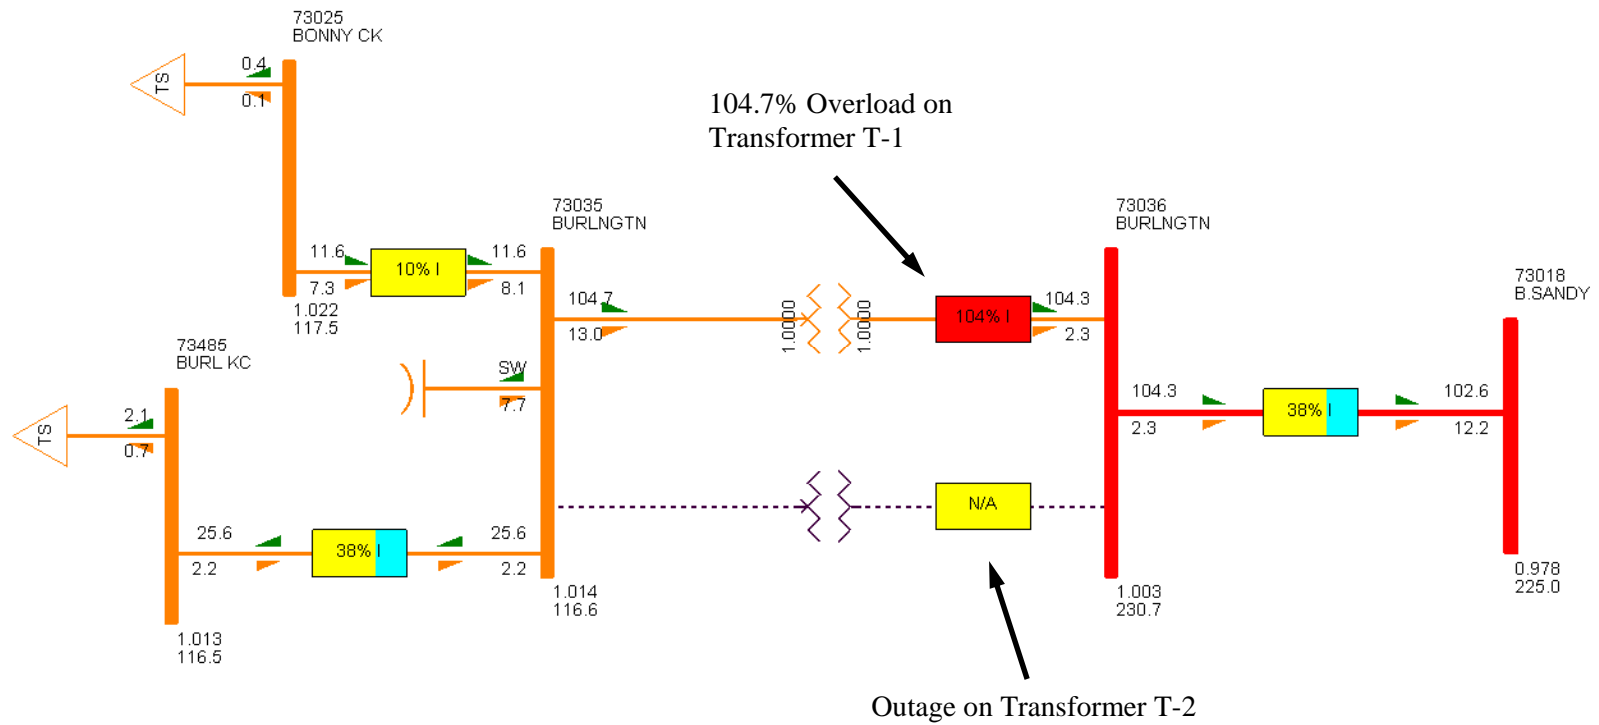 73025
BONNY CK
TS
0.4
0.1
104.7% Overload on
Transformer T-1
11.6
7.3
10% I
11.6
8.1
1.022
117.5
73035
BURLNGTN
73036
BURLNGTN
73018
B.SANDY
104.7
13.0
1.0000
1.0000
104% I
104.3
2.3
73485
BURL KC
TS
2.1
0.7
SW
7.7
104.3
2.3
38% I
102.6
12.2
N/A
25.6
2.2
38% I
25.6
2.2
1.014
116.6
1.003
230.7
0.978
225.0
1.013
116.5
Outage on Transformer T-2